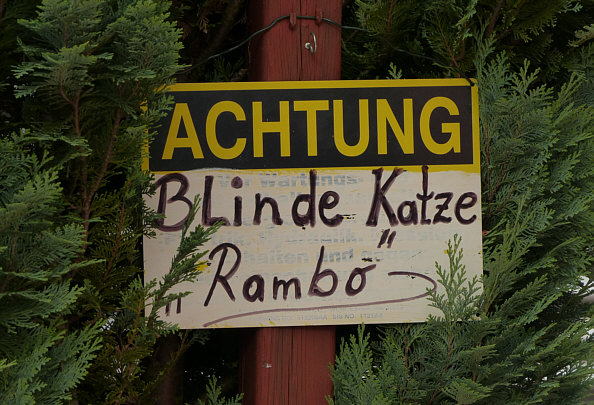 ACHTUNG
Blinde Katze
„Rambo"